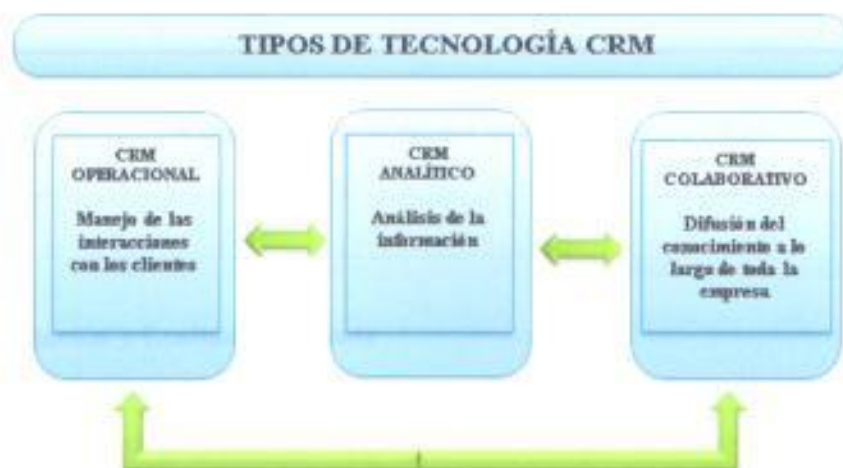 TIPOS DE TECNOLOGÍA CRM
CRM
OPERACIONAL
Manejo de las
interacciones
con los clientes
CRM
ANALÍTICO
Análisis de la
información
CRM
COLABORATIVO
Difusión del
conocimiento a lo
largo de toda la
empresa